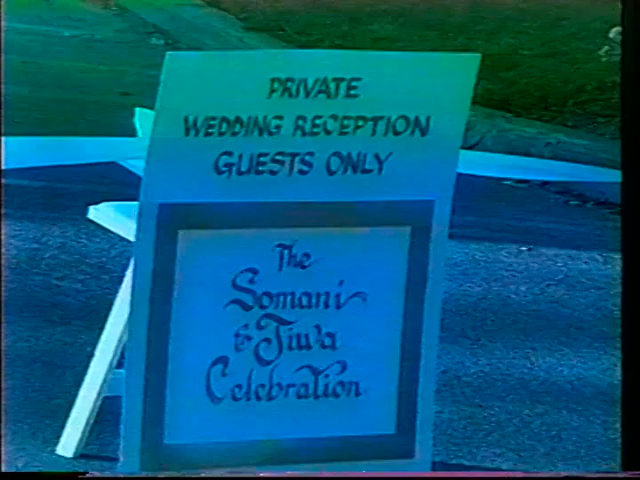 PRIVATE
WEDDING RECEPTION
GUESTS ONLY
The
Somani
& Jiwa
Celebration